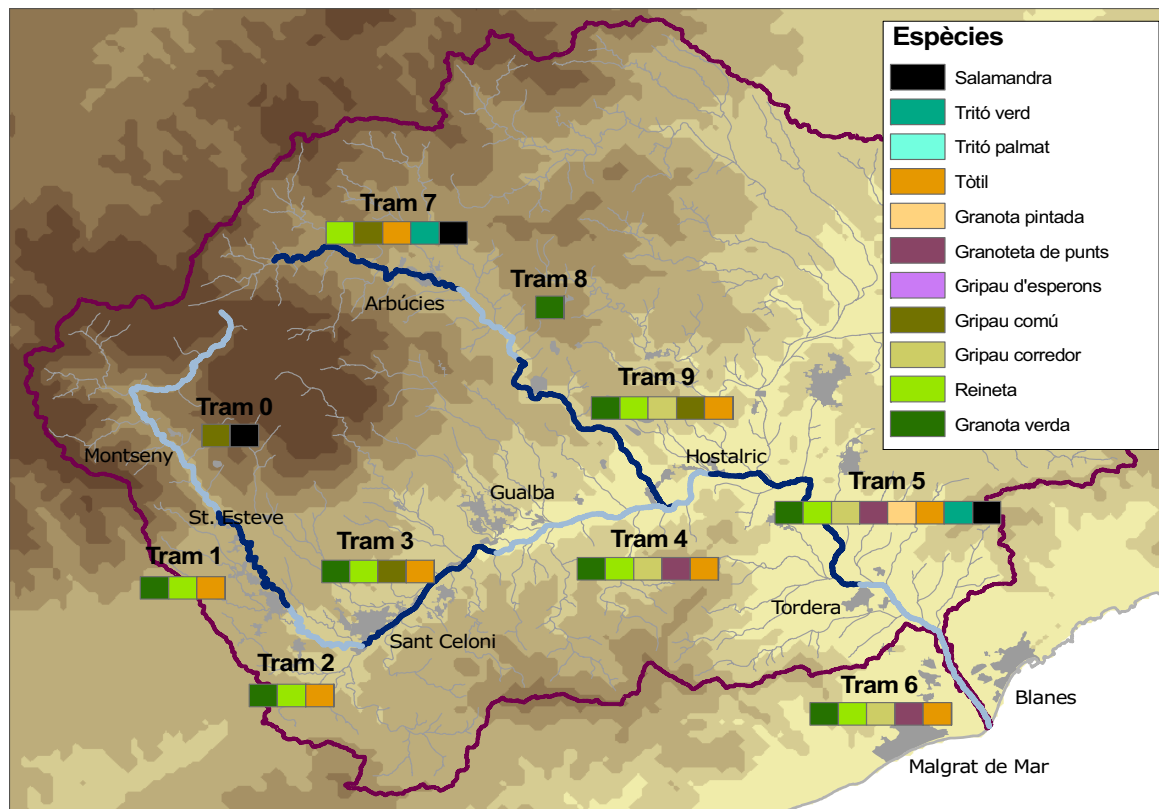 Espècies
Salamandra
Tritó verd
Tritó palmat
Tòtil
Granota pintada
Granoteta de punts
Gripau d'esperons
Gripau comú
Gripau corredor
Reineta
Granota verda
Tram 7
Tram 8
Arbúcies
Tram 9
Tram 0
Montseny
Hostalric
Gualba
Tram 5
St. Esteve
Tram 3
Tram 4
Tram 1
Tordera
Sant Celoni
Tram 2
Tram 6
Blanes
Malgrat de Mar